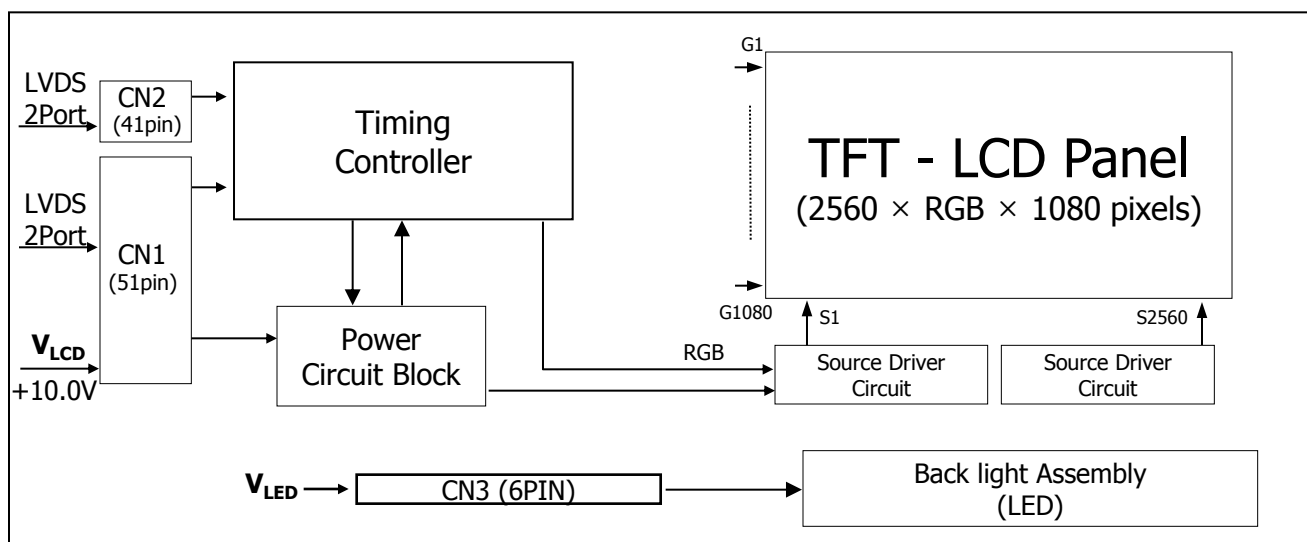 LVDS
2Port
CN2
(41pin)
Timing
Controller
G1
TFT - LCD Panel
(2560 × RGB × 1080 pixels)
LVDS
2Port
CN1
(51pin)
G1080
S1
S2560
V_LCD
+10.0V
Power
Circuit Block
RGB
Source Driver
Circuit
Source Driver
Circuit
V_LED
CN3 (6PIN)
Back light Assembly
(LED)